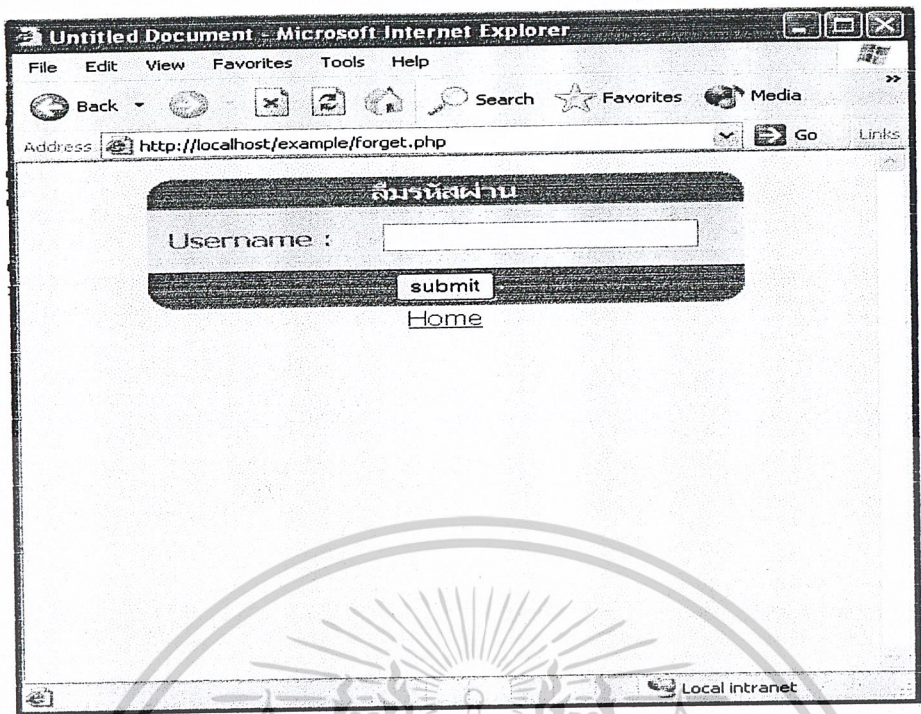 Untitled Document - Microsoft Internet Explorer
File Edit View Favorites Tools Help
Back Search Favorites Media »
Address http://localhost/example/forget.php Go Links
ลืมรหัสผ่าน
Username :
submit
Home
Local intranet